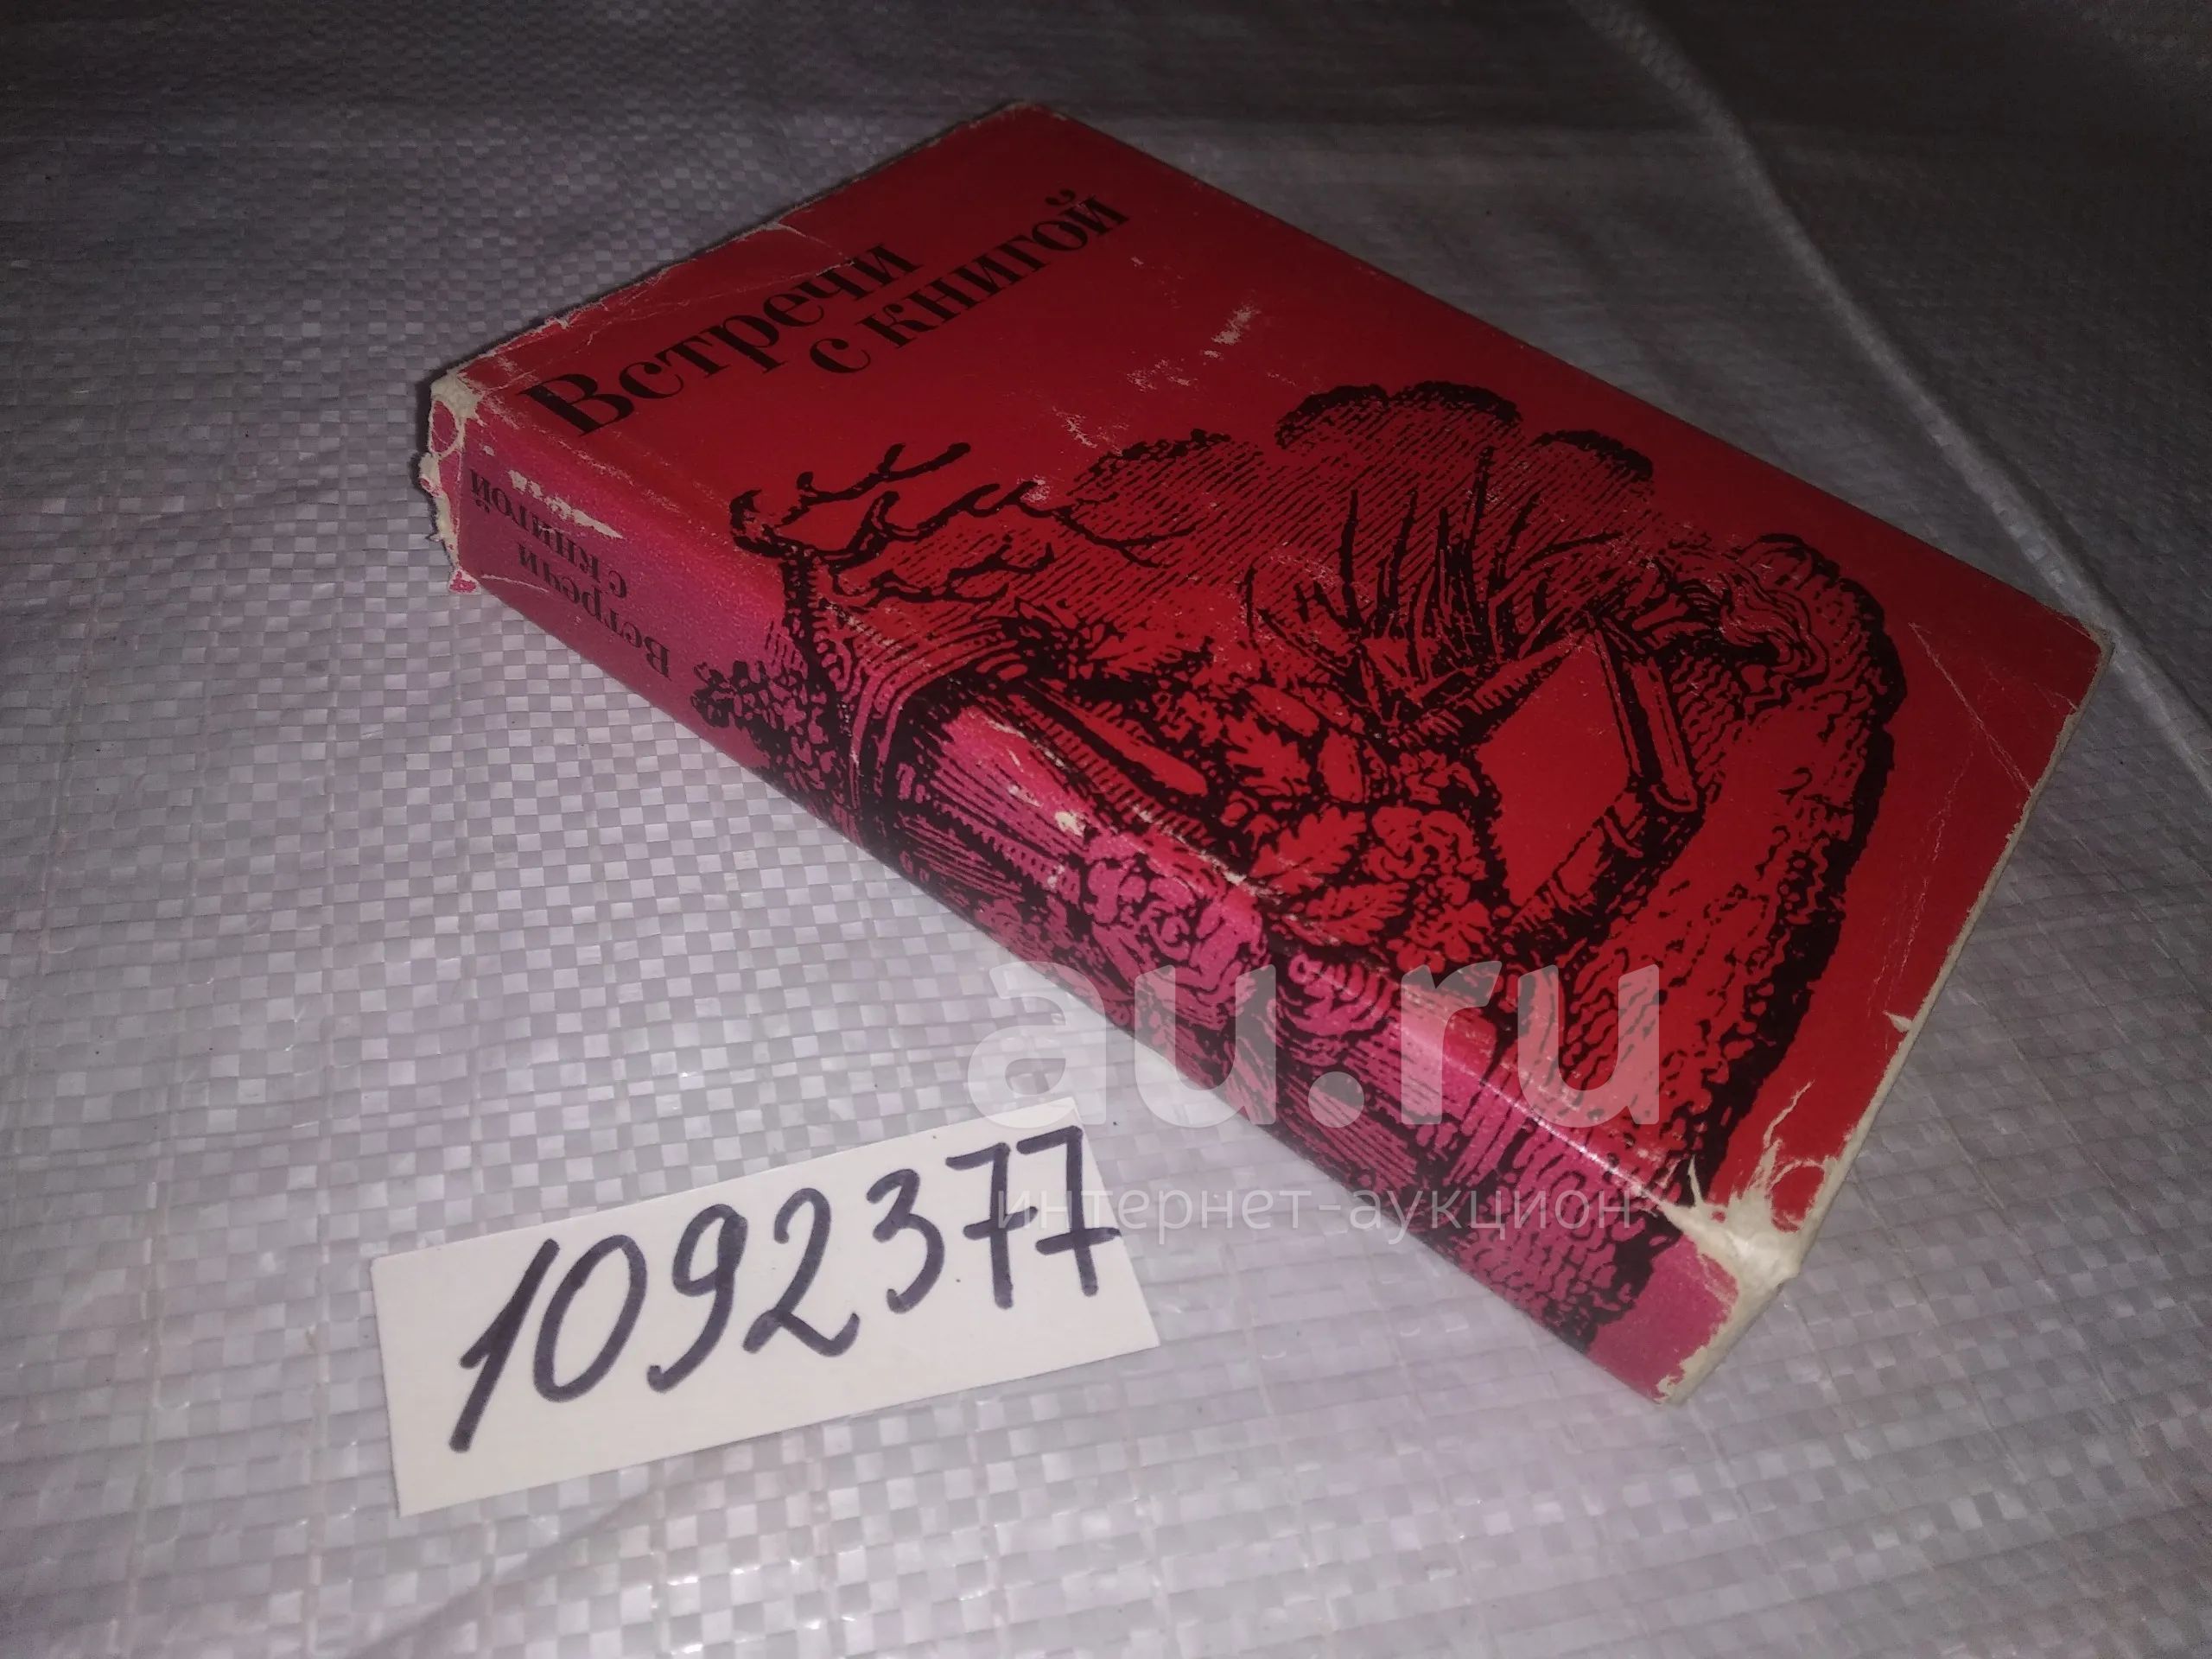 Встречи
с книгой
Встречи
с книгой
au.ru
интернет-аукцион
1092377